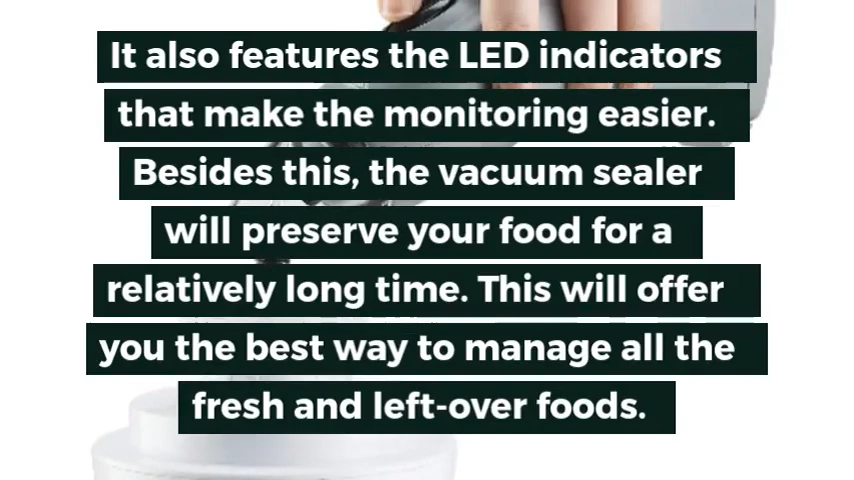 It also features the LED indicators
that make the monitoring easier.
Besides this, the vacuum sealer
will preserve your food for a
relatively long time. This will offer
you the best way to manage all the
fresh and left-over foods.